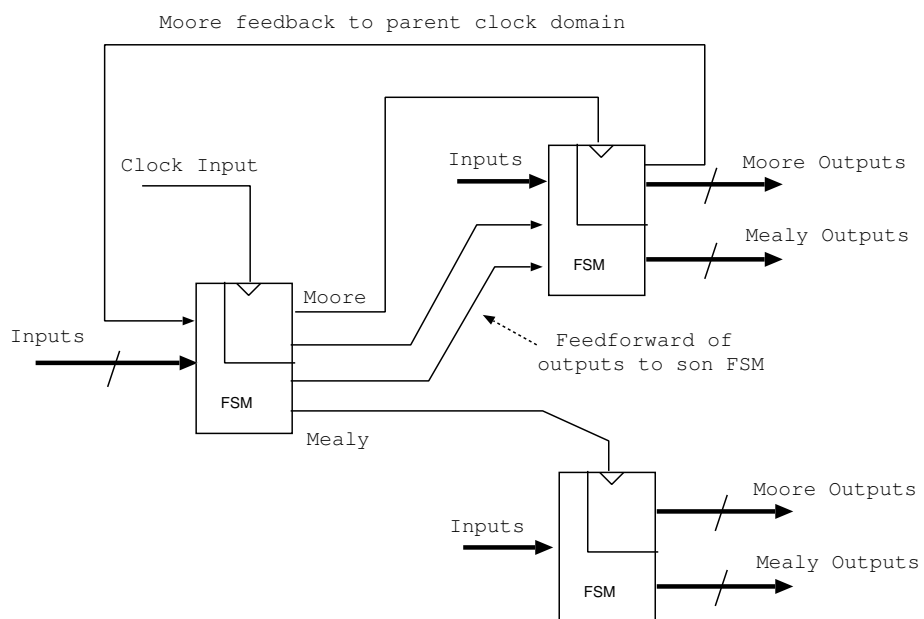 Moore feedback to parent clock domain
Clock Input
Inputs
Moore Outputs
Mealy Outputs
FSM
Moore
Inputs
Feedforward of
outputs to son FSM
FSM
Mealy
Moore Outputs
Inputs
Mealy Outputs
FSM